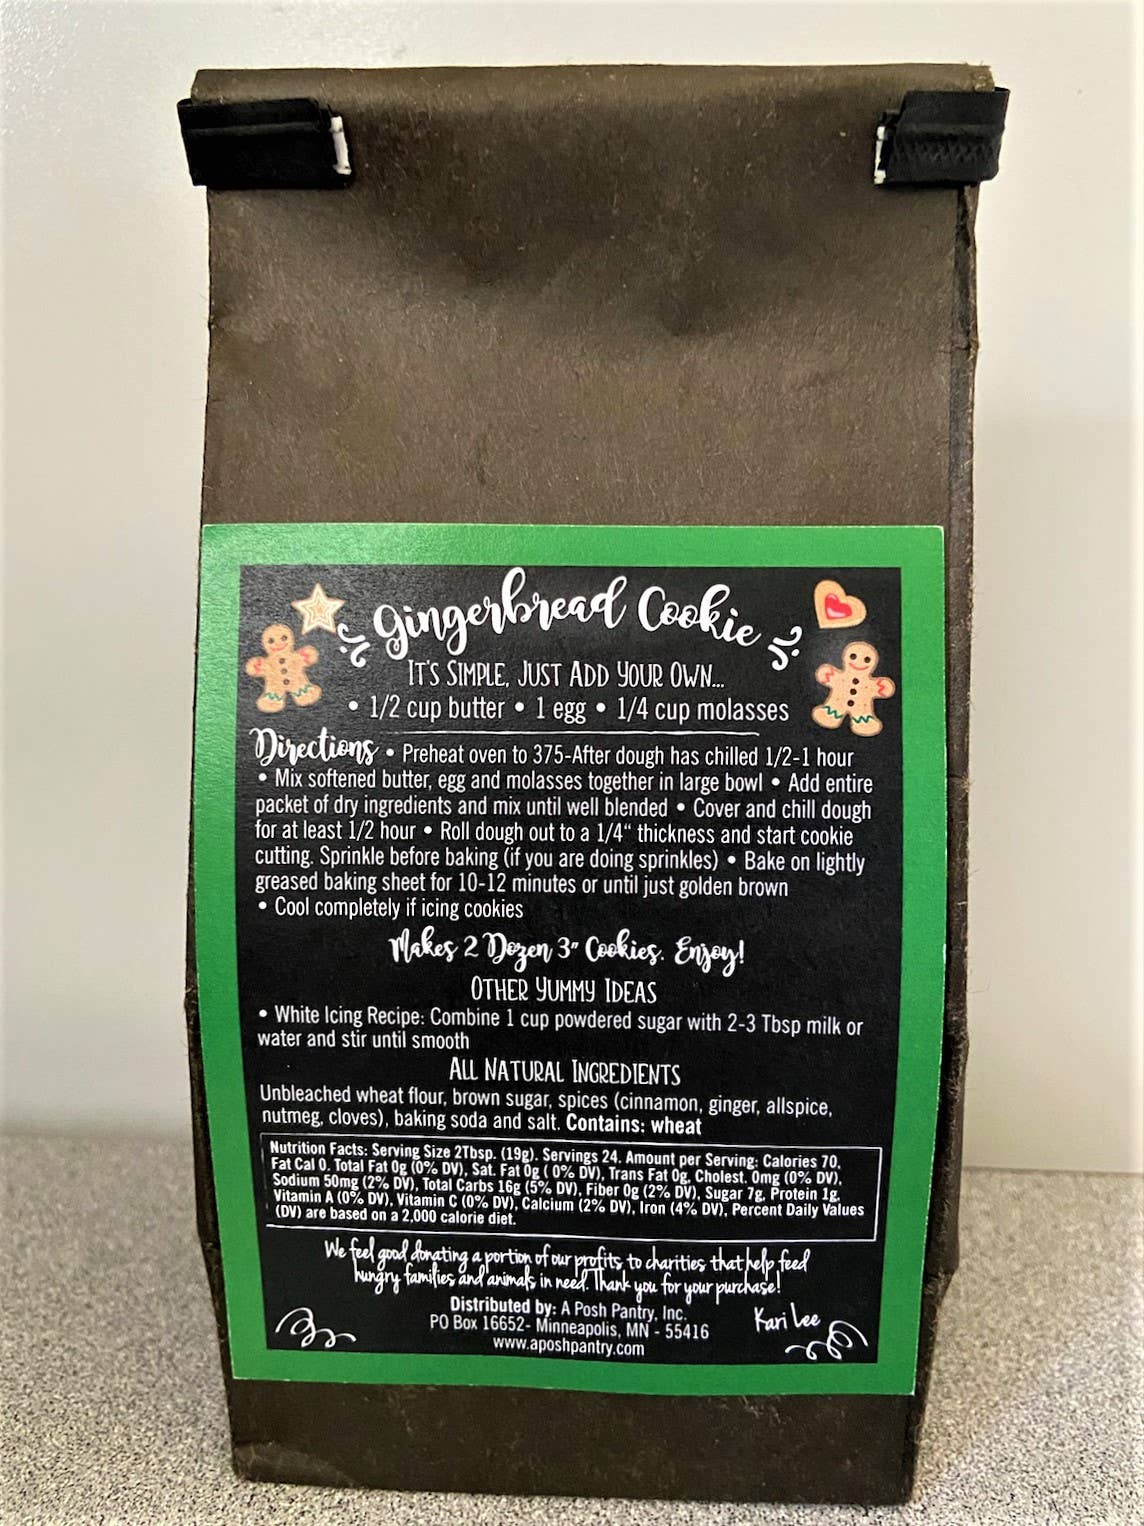 Gingerbread Cookie
It's Simple, Just Add Your Own...
• 1/2 cup butter • 1 egg • 1/4 cup molasses
Directions • Preheat oven to 375-After dough has chilled 1/2-1 hour
• Mix softened butter, egg and molasses together in large bowl • Add entire
packet of dry ingredients and mix until well blended • Cover and chill dough
for at least 1/2 hour • Roll dough out to a 1/4" thickness and start cookie
cutting. Sprinkle before baking (if you are doing sprinkles) • Bake on lightly
greased baking sheet for 10-12 minutes or until just golden brown
• Cool completely if icing cookies
Makes 2 Dozen 3" Cookies. Enjoy!
Other Yummy Ideas
• White Icing Recipe: Combine 1 cup powdered sugar with 2-3 Tbsp milk or
water and stir until smooth
All Natural Ingredients
Unbleached wheat flour, brown sugar, spices (cinnamon, ginger, allspice,
nutmeg, cloves), baking soda and salt. Contains: wheat
Nutrition Facts: Serving Size 2Tbsp. (19g). Servings 24. Amount per Serving: Calories 70,
Fat Cal 0. Total Fat 0g (0% DV), Sat. Fat 0g ( 0% DV), Trans Fat 0g, Cholest. 0mg (0% DV),
Sodium 50mg (2% DV), Total Carbs 16g (5% DV), Fiber 0g (2% DV), Sugar 7g, Protein 1g,
Vitamin A (0% DV), Vitamin C (0% DV), Calcium (2% DV), Iron (4% DV), Percent Daily Values
(DV) are based on a 2,000 calorie diet.
We feel good donating a portion of our profits to charities that help feed
hungry families and animals in need. Thank you for your purchase!
Distributed by: A Posh Pantry, Inc.
PO Box 16652- Minneapolis, MN - 55416
www.aposhpantry.com
Kari Lee